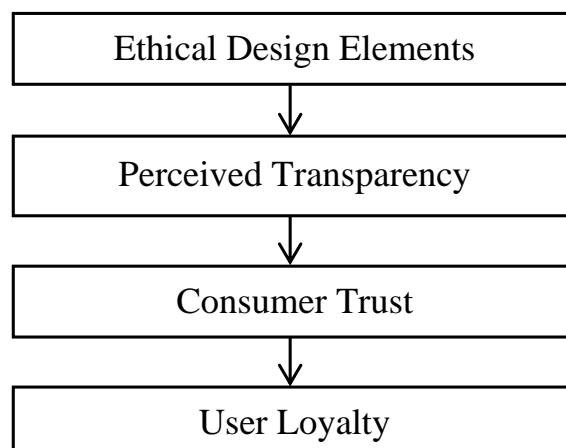 Ethical Design Elements
Perceived Transparency
Consumer Trust
User Loyalty